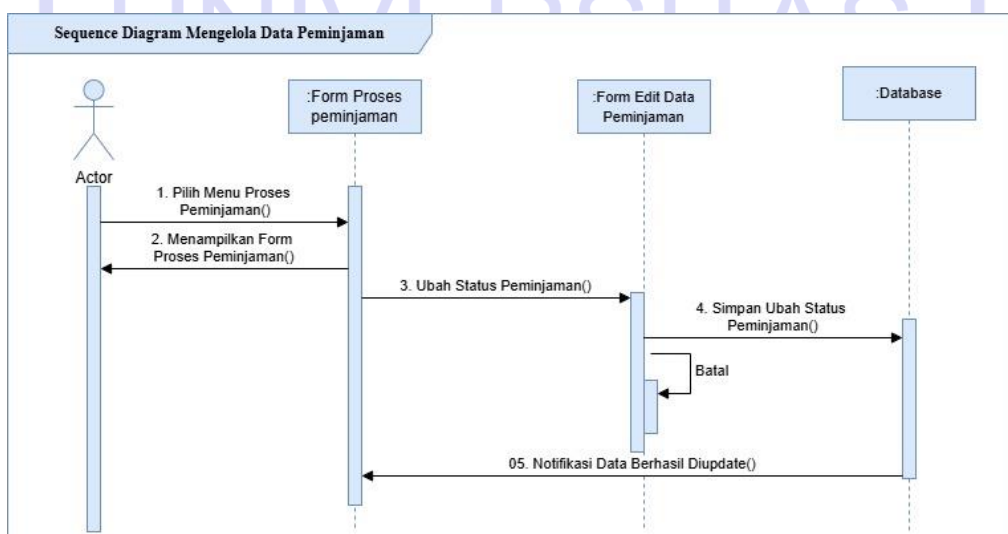 Sequence Diagram Mengelola Data Peminjaman
:Form Proses
peminjaman
:Form Edit Data
Peminjaman
:Database
Actor
1. Pilih Menu Proses
Peminjaman()
2. Menampilkan Form
Proses Peminjaman()
3. Ubah Status Peminjaman()
4. Simpan Ubah Status
Peminjaman()
Batal
05. Notifikasi Data Berhasil Diupdate()